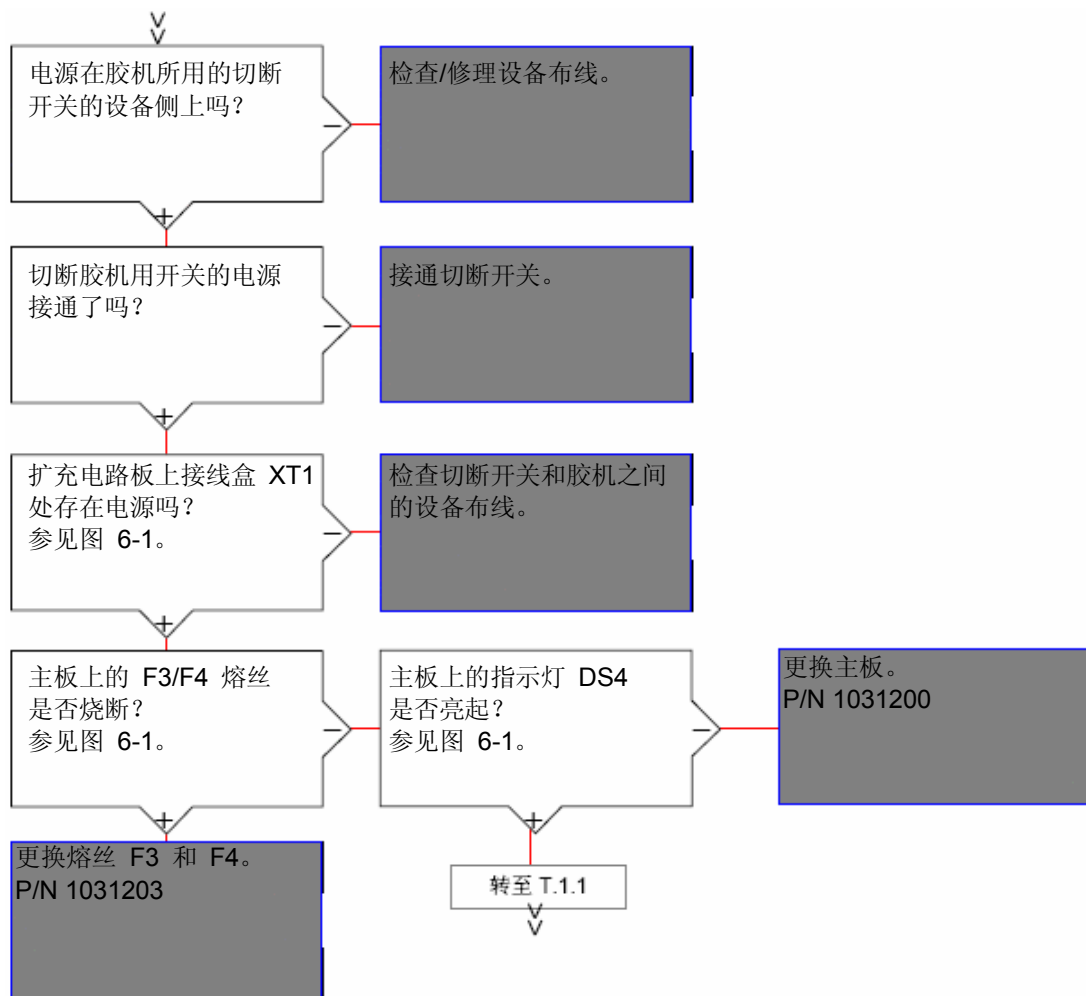 电源在胶机所用的切断
开关的设备侧上吗？
检查/修理设备布线。
−
+
切断胶机用开关的电源
接通了吗？
接通切断开关。
−
+
扩充电路板上接线盒 XT1
处存在电源吗？
参见图 6-1。
检查切断开关和胶机之间
的设备布线。
−
+
主板上的 F3/F4 熔丝
是否烧断？
参见图 6-1。
−
主板上的指示灯 DS4
是否亮起？
参见图 6-1。
−
更换主板。
P/N 1031200
+
+
更换熔丝 F3 和 F4。
P/N 1031203
转至 T.1.1